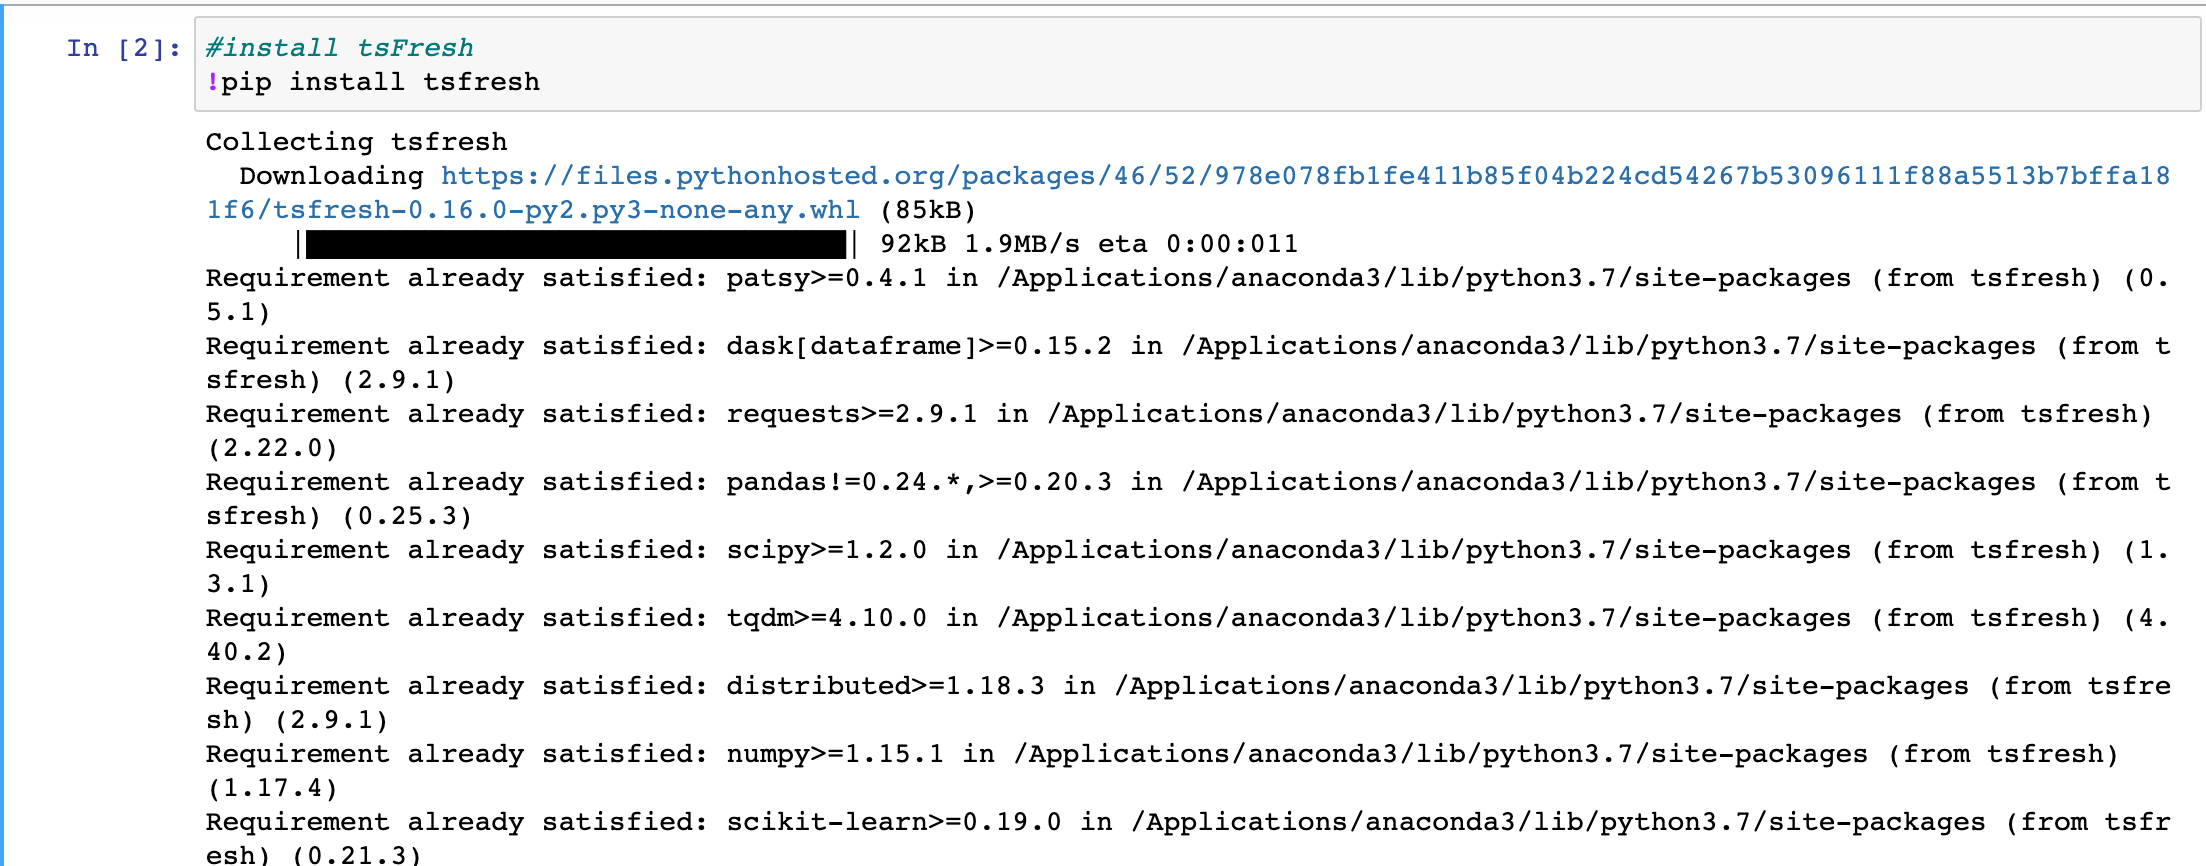 In [2]: #install tsFresh
!pip install tsfresh
Collecting tsfresh
Downloading https://files.pythonhosted.org/packages/46/52/978e078fb1fe411b85f04b224cd54267b53096111f88a5513b7bffa18
1f6/tsfresh-0.16.0-py2.py3-none-any.whl (85kB)
|████████████████████████████████| 92kB 1.9MB/s eta 0:00:011
Requirement already satisfied: patsy>=0.4.1 in /Applications/anaconda3/lib/python3.7/site-packages (from tsfresh) (0.
5.1)
Requirement already satisfied: dask[dataframe]>=0.15.2 in /Applications/anaconda3/lib/python3.7/site-packages (from t
sfresh) (2.9.1)
Requirement already satisfied: requests>=2.9.1 in /Applications/anaconda3/lib/python3.7/site-packages (from tsfresh)
(2.22.0)
Requirement already satisfied: pandas!=0.24.*,>=0.20.3 in /Applications/anaconda3/lib/python3.7/site-packages (from t
sfresh) (0.25.3)
Requirement already satisfied: scipy>=1.2.0 in /Applications/anaconda3/lib/python3.7/site-packages (from tsfresh) (1.
3.1)
Requirement already satisfied: tqdm>=4.10.0 in /Applications/anaconda3/lib/python3.7/site-packages (from tsfresh) (4.
40.2)
Requirement already satisfied: distributed>=1.18.3 in /Applications/anaconda3/lib/python3.7/site-packages (from tsfre
sh) (2.9.1)
Requirement already satisfied: numpy>=1.15.1 in /Applications/anaconda3/lib/python3.7/site-packages (from tsfresh)
(1.17.4)
Requirement already satisfied: scikit-learn>=0.19.0 in /Applications/anaconda3/lib/python3.7/site-packages (from tsfr
esh) (0.21.3)